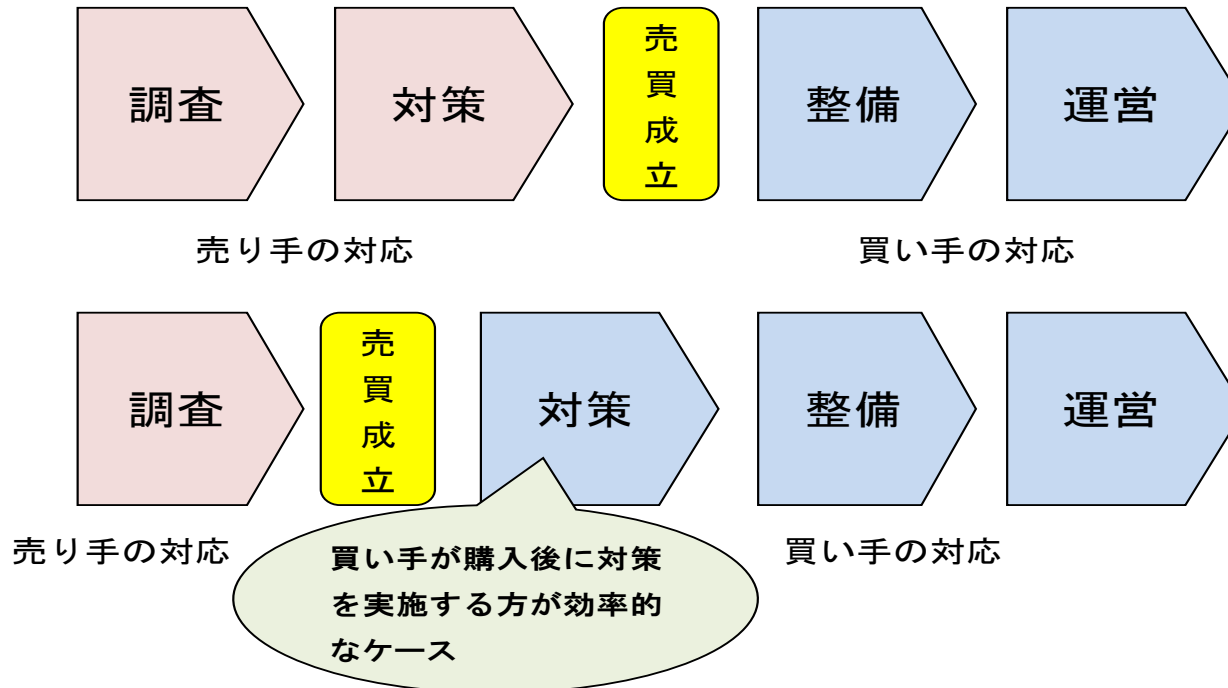 調査
対策
売買成立
整備
運営
売り手の対応
買い手の対応
調査
売買成立
対策
整備
運営
売り手の対応
買い手が購入後に対策
を実施する方が効率的
なケース
買い手の対応